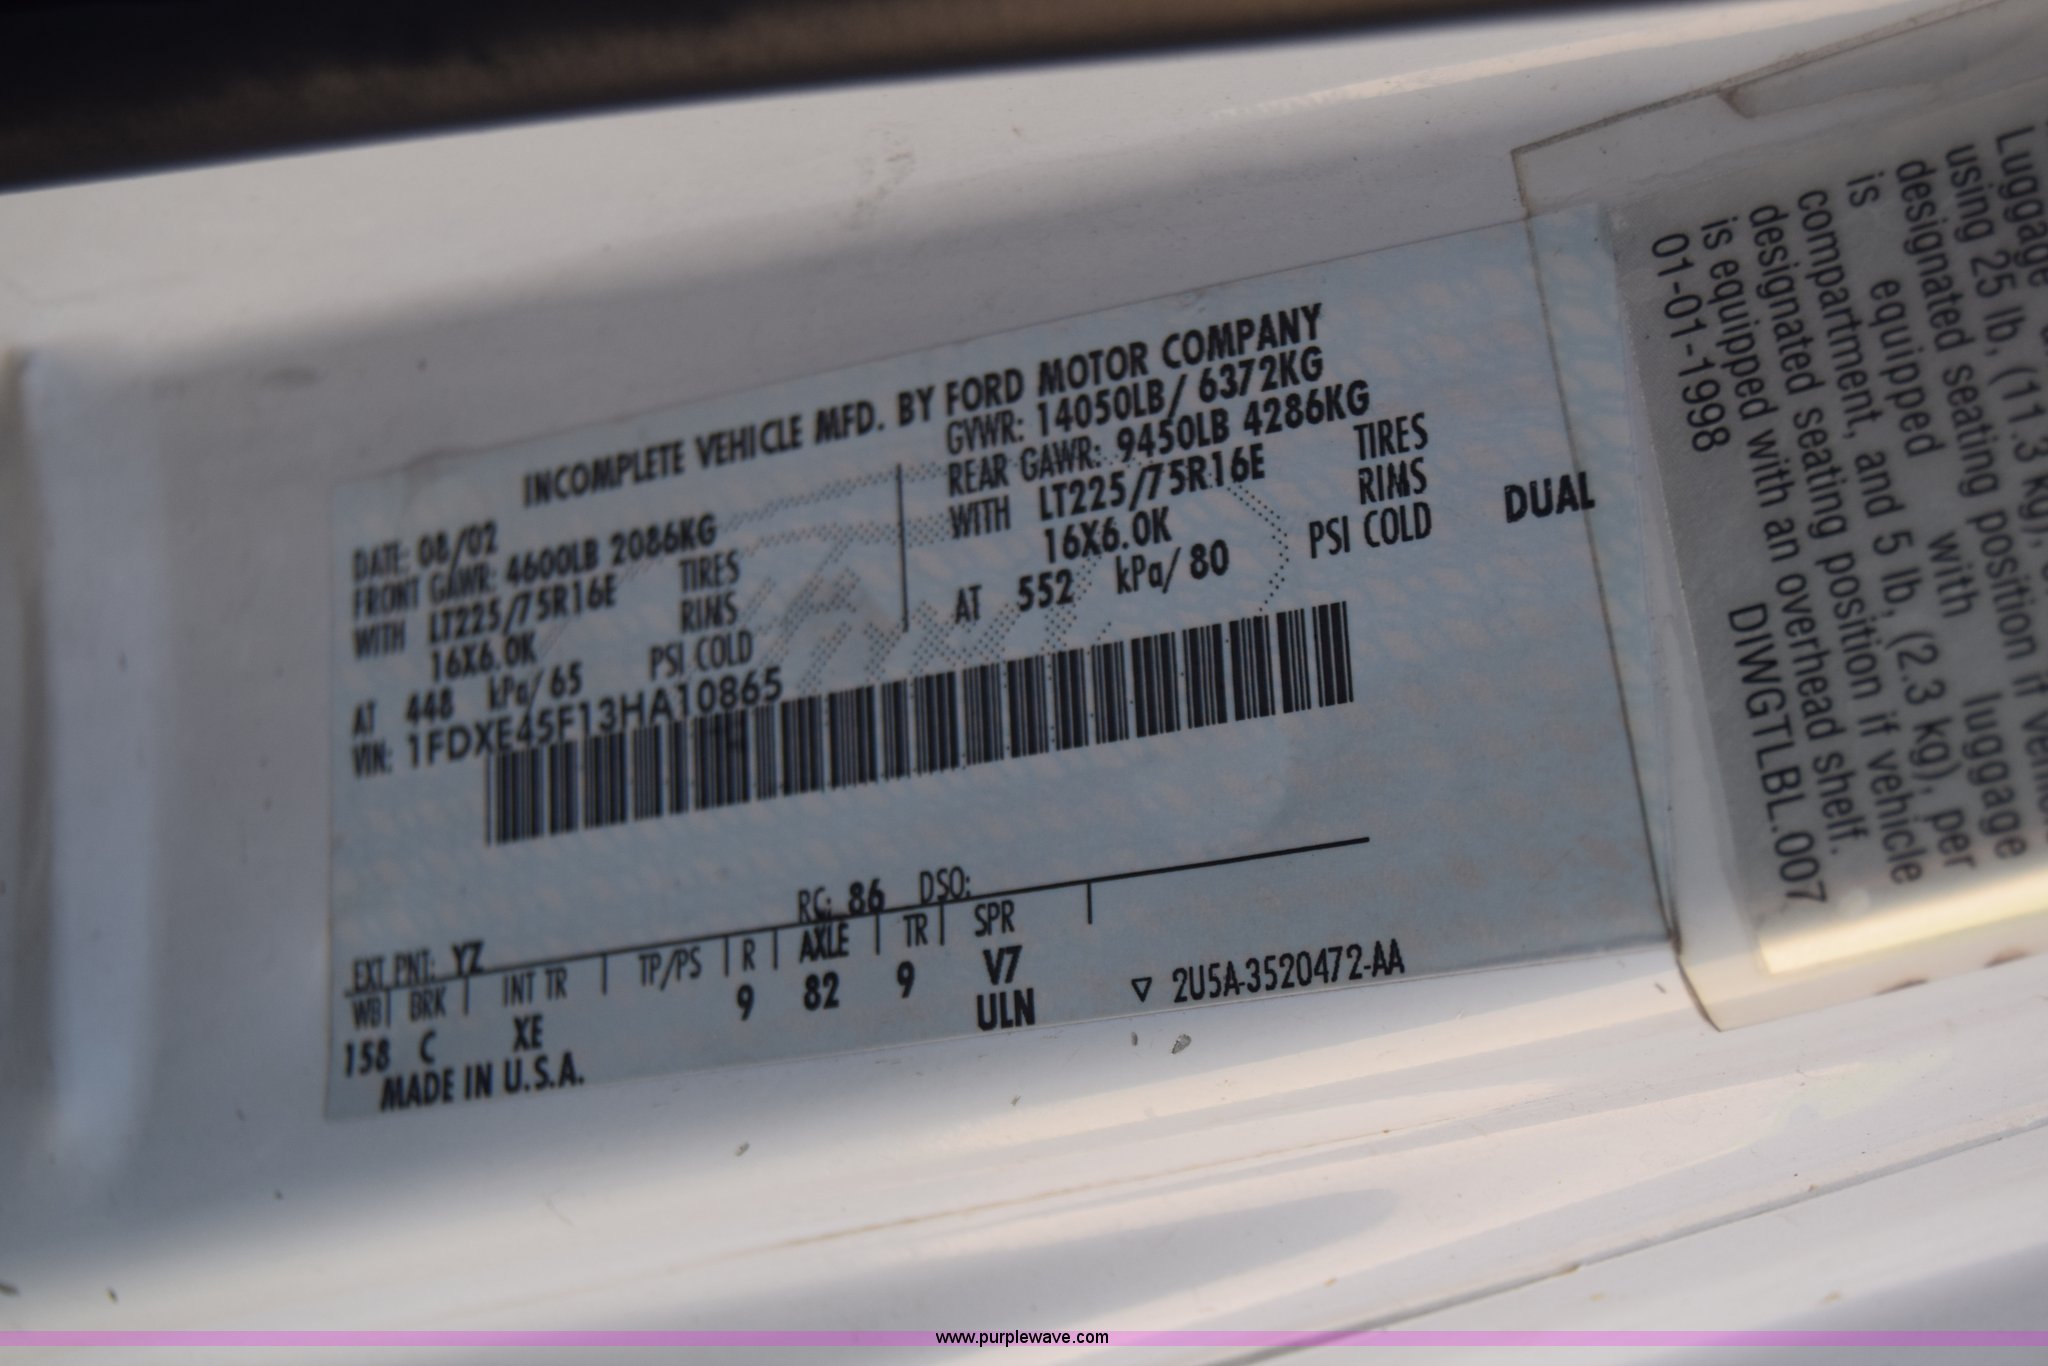 INCOMPLETE VEHICLE MFD. BY FORD MOTOR COMPANY
DATE: 08/02
GVWR: 14050LB/ 6372KG
FRONT GAWR: 4600LB 2086KG
REAR GAWR: 9450LB 4286KG
WITH LT225/75R16E TIRES
WITH LT225/75R16E TIRES
16X6.0K RIMS
16X6.0K RIMS
AT 448 kPa/ 65 PSI COLD
AT 552 kPa/ 80 PSI COLD DUAL
VIN: 1FDXE45F13HA10865
EXT PNT: YZ RC: 86 DSO:
WB BRK INT TR TP/PS R AXLE TR SPR
158 C XE 9 82 9 V7
ULN
MADE IN U.S.A.
▽ 2U5A-3520472-AA
Luggage
using 25 lb, (11.3 kg),
designated seating position if
is equipped with luggage
compartment, and 5 lb, (2.3 kg), per
designated seating position if vehicle
is equipped with an overhead shelf.
01-01-1998 DIWGTLBL.007
www.purplewave.com